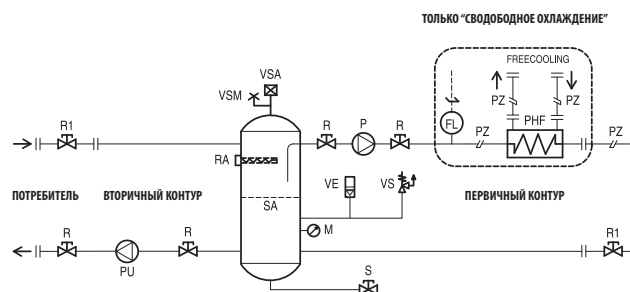 ТОЛЬКО “СВОДОБНОЕ ОХЛАЖДЕНИЕ”
FREECOOLING
VSA
VSM
PZ PZ
R1 R P R FL PZ PHF PZ
RA
ПОТРЕБИТЕЛЬ ВТОРИЧНЫЙ КОНТУР SA VE VS ПЕРВИЧНЫЙ КОНТУР
R R M R1
PU
S